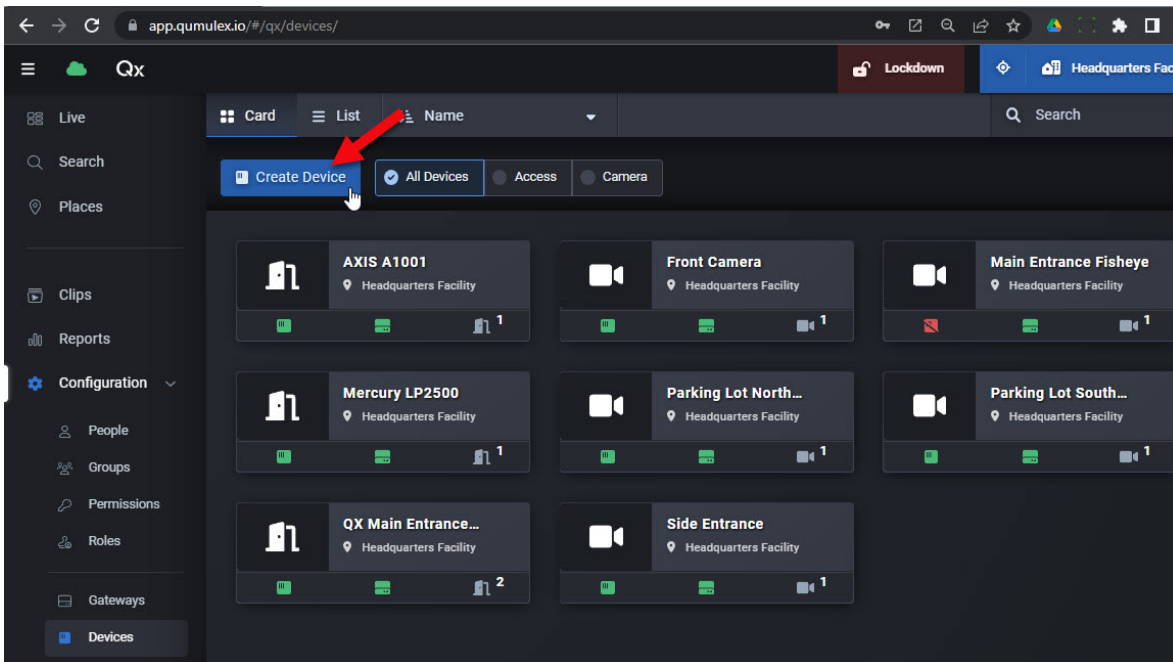 app.qumulex.io/#/qx/devices/
Qx
Lockdown
Headquarters Fac
Live
Search
Places
Clips
Reports
Configuration
People
Groups
Permissions
Roles
Gateways
Devices
Card
List
Name
Search
Create Device
All Devices
Access
Camera
AXIS A1001
Headquarters Facility
1
Front Camera
Headquarters Facility
1
Main Entrance Fisheye
Headquarters Facility
1
Mercury LP2500
Headquarters Facility
1
Parking Lot North...
Headquarters Facility
1
Parking Lot South...
Headquarters Facility
1
QX Main Entrance...
Headquarters Facility
2
Side Entrance
Headquarters Facility
1